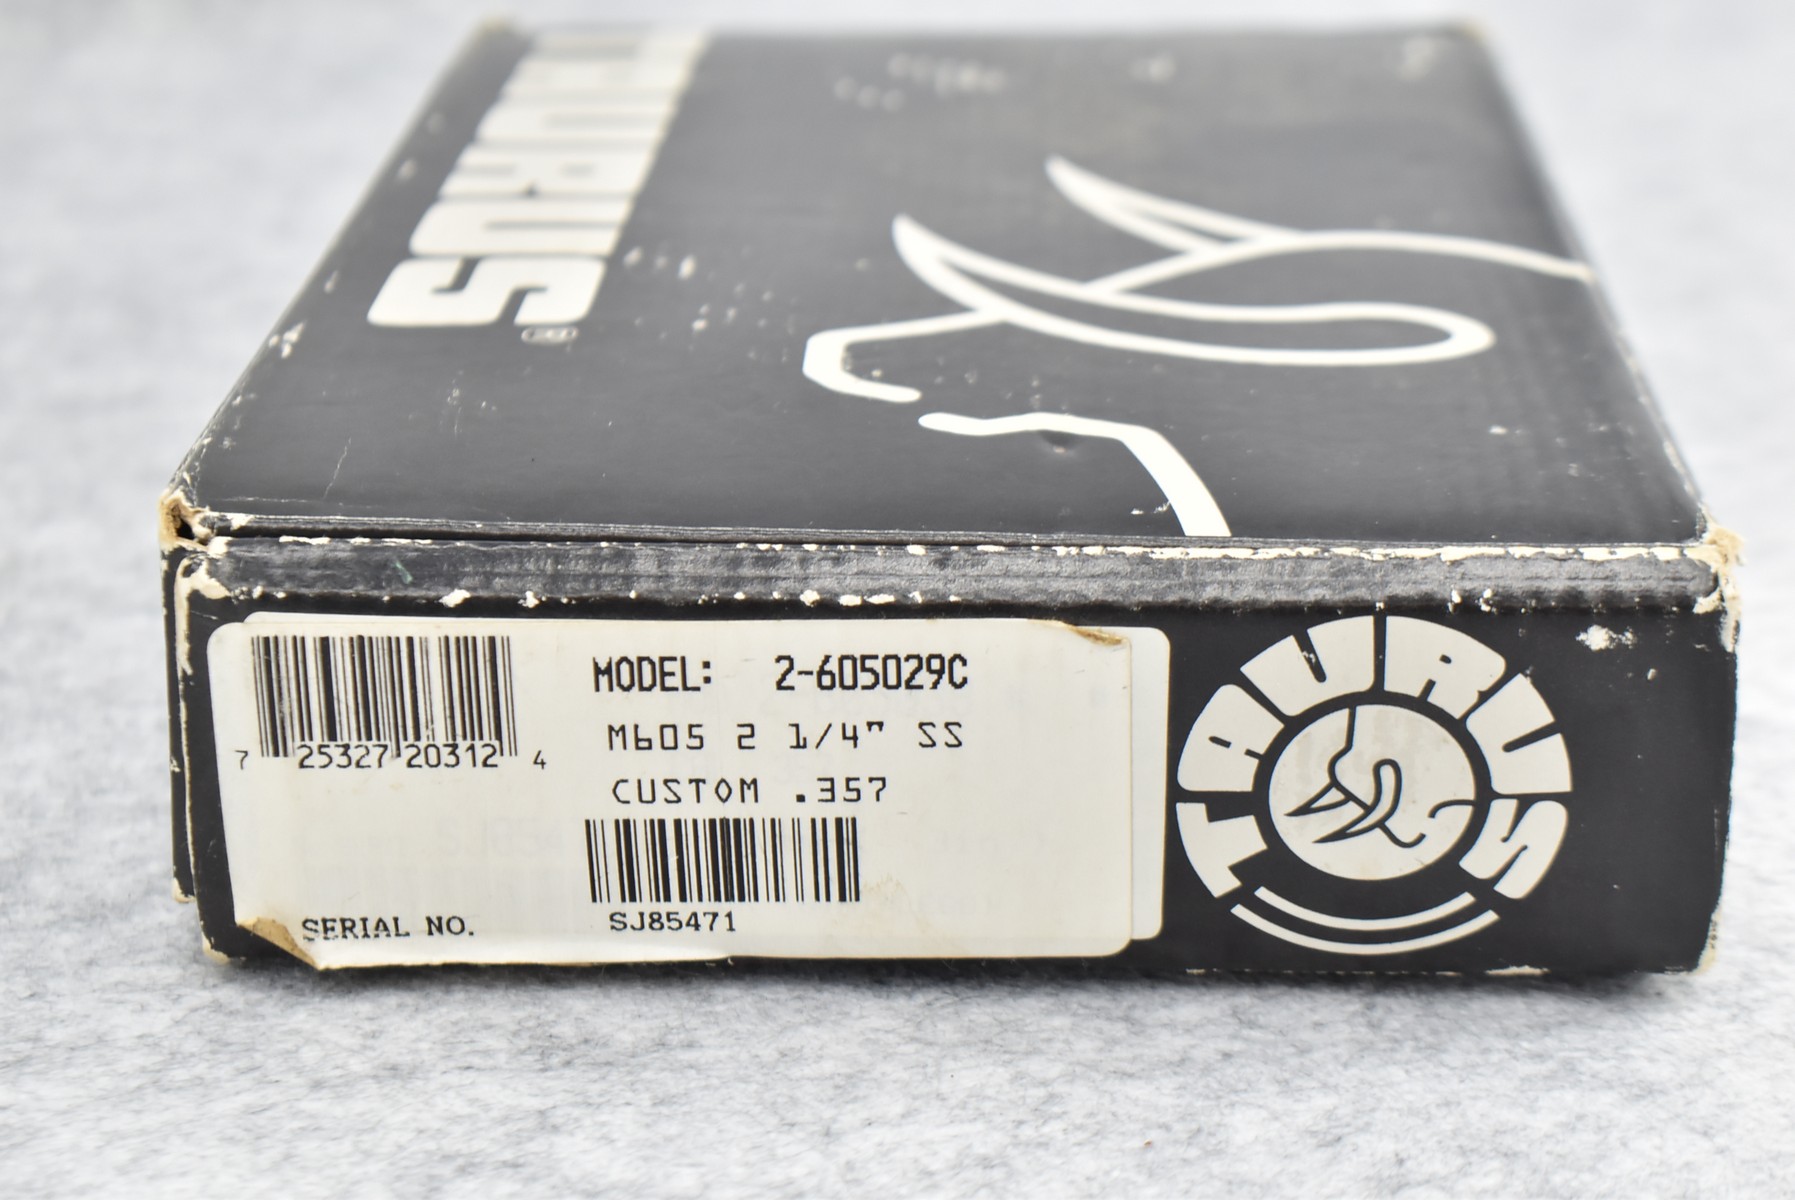 TAURUS®
MODEL: 2-605029C
M605 2 1/4" SS
CUSTOM .357
7 25327 20312 4
SERIAL NO. SJ85471
TAURUS